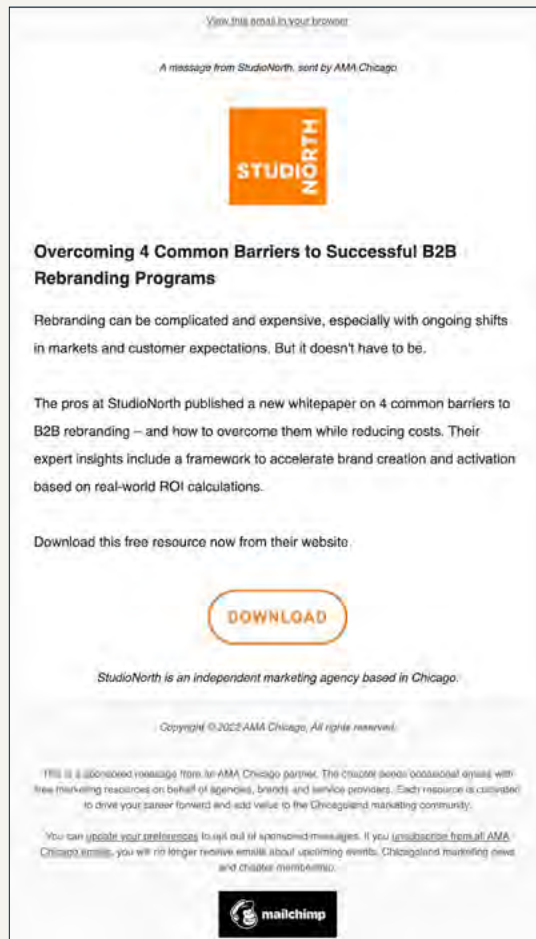 View this email in your browser
A message from StudioNorth, sent by AMA Chicago
STUDIONORTH
Overcoming 4 Common Barriers to Successful B2B
Rebranding Programs
Rebranding can be complicated and expensive, especially with ongoing shifts
in markets and customer expectations. But it doesn't have to be.
The pros at StudioNorth published a new whitepaper on 4 common barriers to
B2B rebranding – and how to overcome them while reducing costs. Their
expert insights include a framework to accelerate brand creation and activation
based on real-world ROI calculations.
Download this free resource now from their website.
DOWNLOAD
StudioNorth is an independent marketing agency based in Chicago.
Copyright © 2022 AMA Chicago, All rights reserved.
This is a sponsored message from an AMA Chicago partner. The chapter sends occasional emails with
free marketing resources on behalf of agencies, brands and service providers. Each resource is cultivated
to drive your career forward and add value to the Chicagoland marketing community.
You can update your preferences to opt out of sponsored messages. If you unsubscribe from all AMA
Chicago emails, you will no longer receive emails about upcoming events, Chicagoland marketing news
and chapter membership.
mailchimp